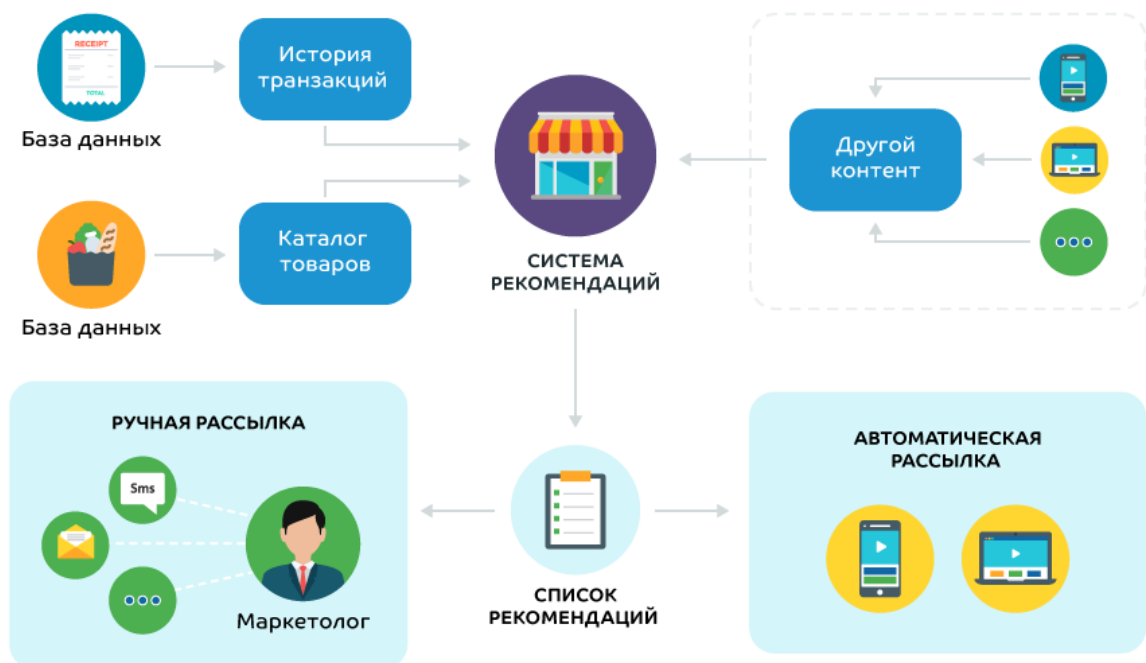 RECEIPT
TOTAL
База данных
История
транзакций
База данных
Каталог
товаров
СИСТЕМА
РЕКОМЕНДАЦИЙ
Другой
контент
РУЧНАЯ РАССЫЛКА
Sms
Маркетолог
СПИСОК
РЕКОМЕНДАЦИЙ
АВТОМАТИЧЕСКАЯ
РАССЫЛКА